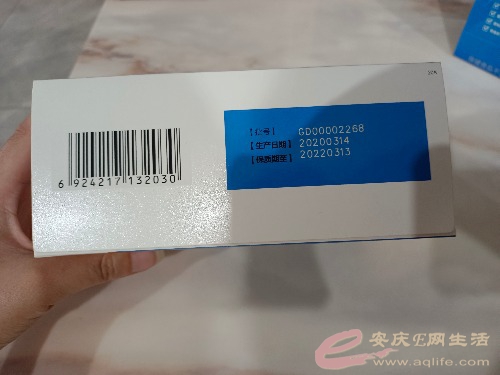 【批号】 GD00002268
【生产日期】 20200314
【保质期至】 20220313
6 924217 132030
安庆E网生活
www.aqlife.com